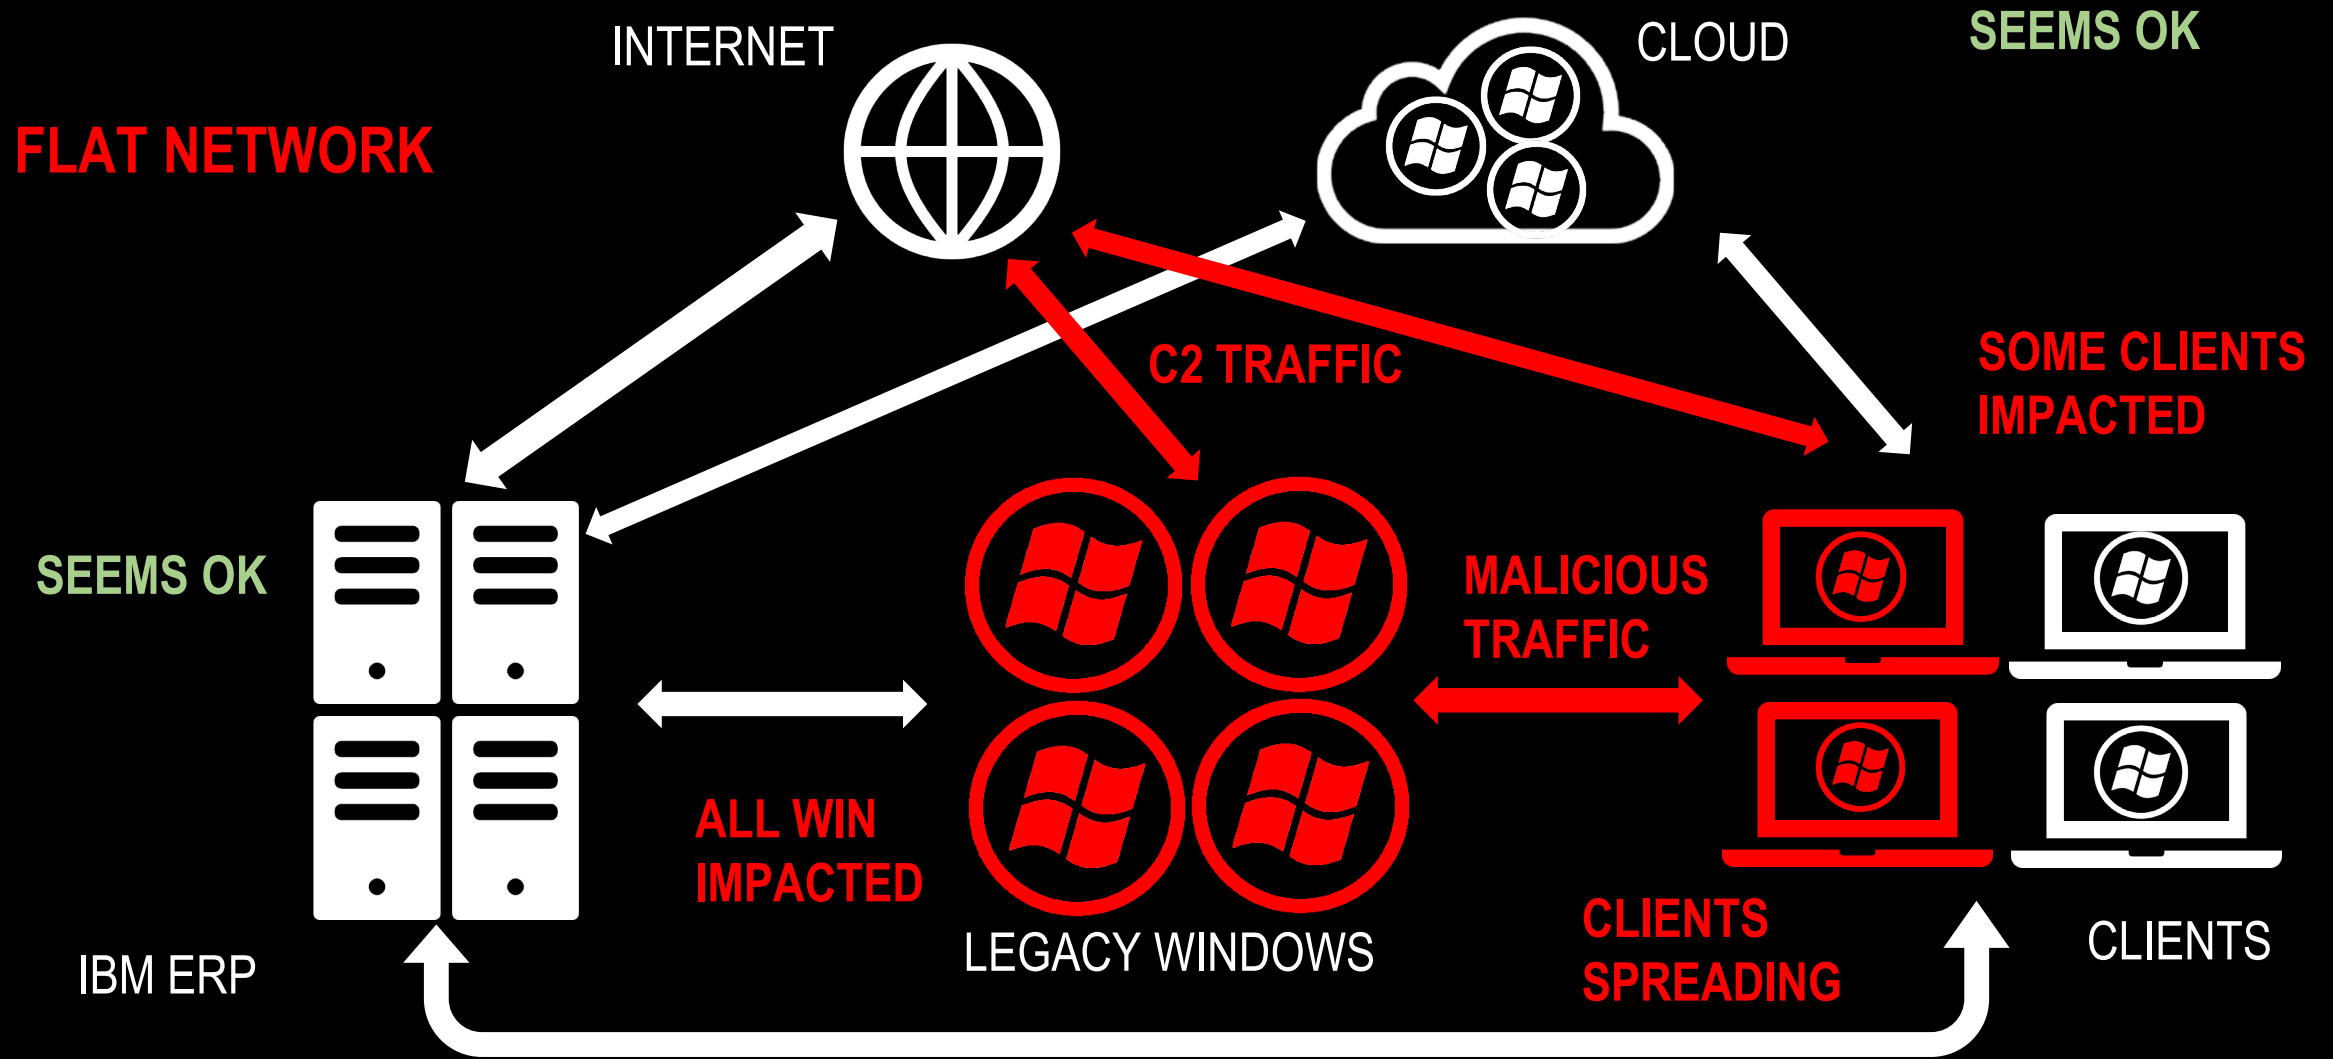 INTERNET
CLOUD
SEEMS OK
FLAT NETWORK
C2 TRAFFIC
SOME CLIENTS
IMPACTED
SEEMS OK
MALICIOUS
TRAFFIC
ALL WIN
IMPACTED
CLIENTS
SPREADING
IBM ERP
LEGACY WINDOWS
CLIENTS